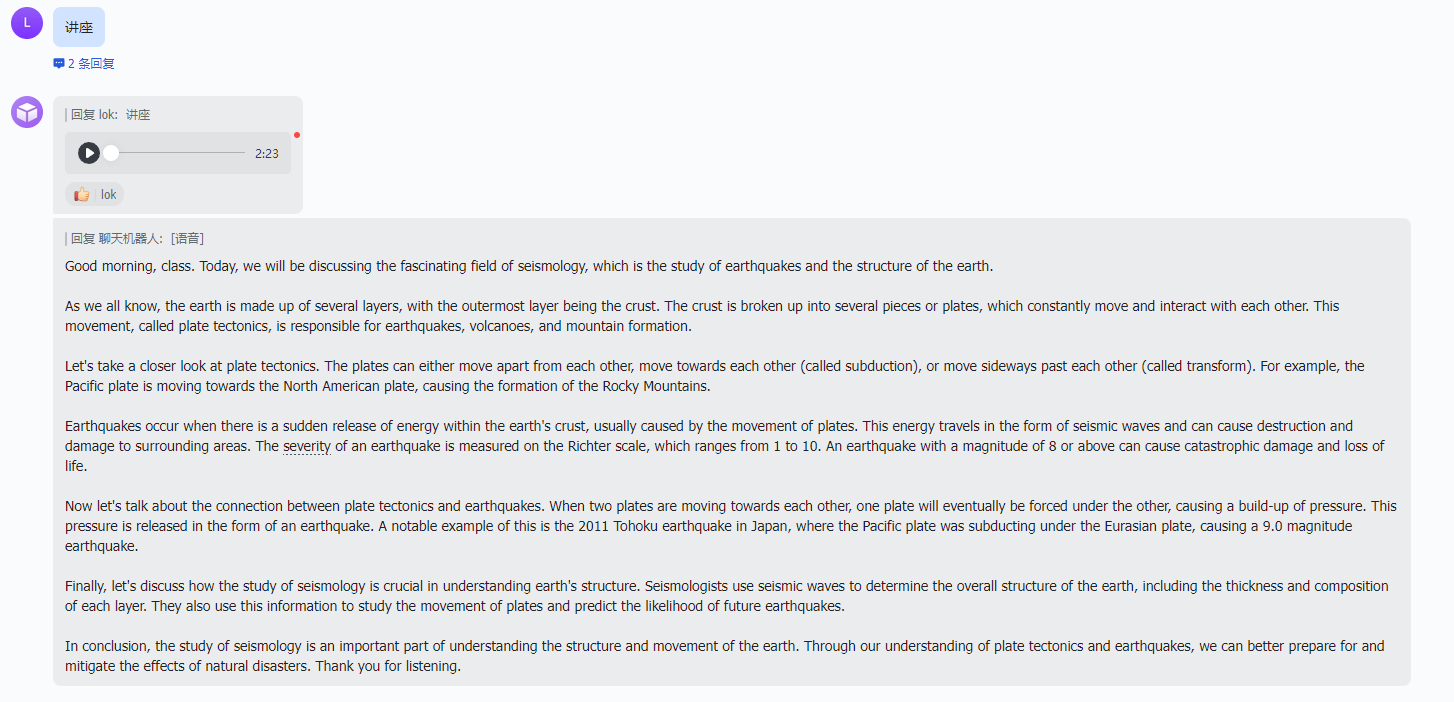 L
讲座
2 条回复
回复 lok: 讲座
2:23
lok
回复 聊天机器人: [语音]
Good morning, class. Today, we will be discussing the fascinating field of seismology, which is the study of earthquakes and the structure of the earth.
As we all know, the earth is made up of several layers, with the outermost layer being the crust. The crust is broken up into several pieces or plates, which constantly move and interact with each other. This
movement, called plate tectonics, is responsible for earthquakes, volcanoes, and mountain formation.
Let's take a closer look at plate tectonics. The plates can either move apart from each other, move towards each other (called subduction), or move sideways past each other (called transform). For example, the
Pacific plate is moving towards the North American plate, causing the formation of the Rocky Mountains.
Earthquakes occur when there is a sudden release of energy within the earth's crust, usually caused by the movement of plates. This energy travels in the form of seismic waves and can cause destruction and
damage to surrounding areas. The severity of an earthquake is measured on the Richter scale, which ranges from 1 to 10. An earthquake with a magnitude of 8 or above can cause catastrophic damage and loss of
life.
Now let's talk about the connection between plate tectonics and earthquakes. When two plates are moving towards each other, one plate will eventually be forced under the other, causing a build-up of pressure. This
pressure is released in the form of an earthquake. A notable example of this is the 2011 Tohoku earthquake in Japan, where the Pacific plate was subducting under the Eurasian plate, causing a 9.0 magnitude
earthquake.
Finally, let's discuss how the study of seismology is crucial in understanding earth's structure. Seismologists use seismic waves to determine the overall structure of the earth, including the thickness and composition
of each layer. They also use this information to study the movement of plates and predict the likelihood of future earthquakes.
In conclusion, the study of seismology is an important part of understanding the structure and movement of the earth. Through our understanding of plate tectonics and earthquakes, we can better prepare for and
mitigate the effects of natural disasters. Thank you for listening.